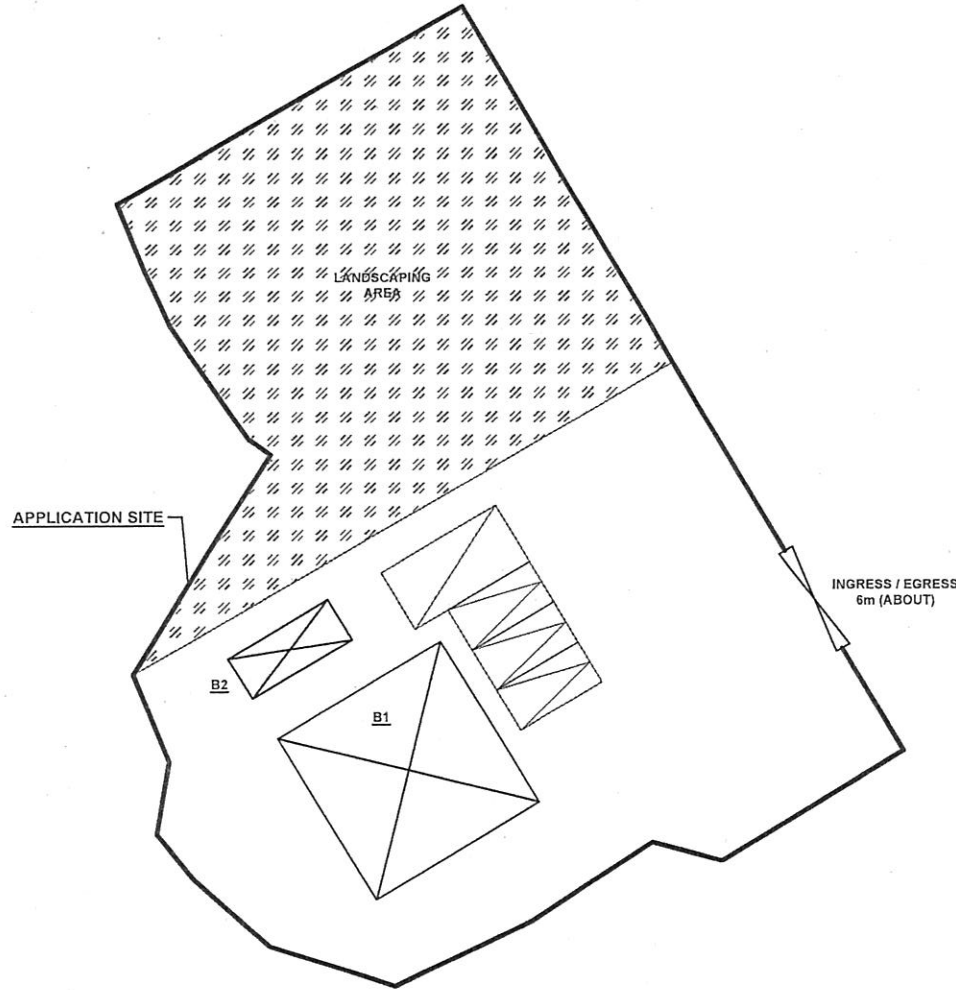 LANDSCAPING
AREA
APPLICATION SITE
INGRESS / EGRESS
6m (ABOUT)
B2
B1